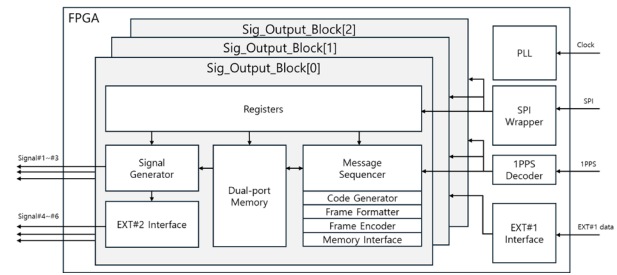 FPGA
Sig_Output_Block[2]
Sig_Output_Block[1]
Sig_Output_Block[0]
Registers
Signal
Generator
Dual-port
Memory
Message
Sequencer
Code Generator
Frame Formatter
Frame Encoder
Memory Interface
EXT#2 Interface
PLL
SPI
Wrapper
1PPS
Decoder
EXT#1
Interface
Clock
SPI
1PPS
EXT#1 data
Signal#1~#3
Signal#4~#6